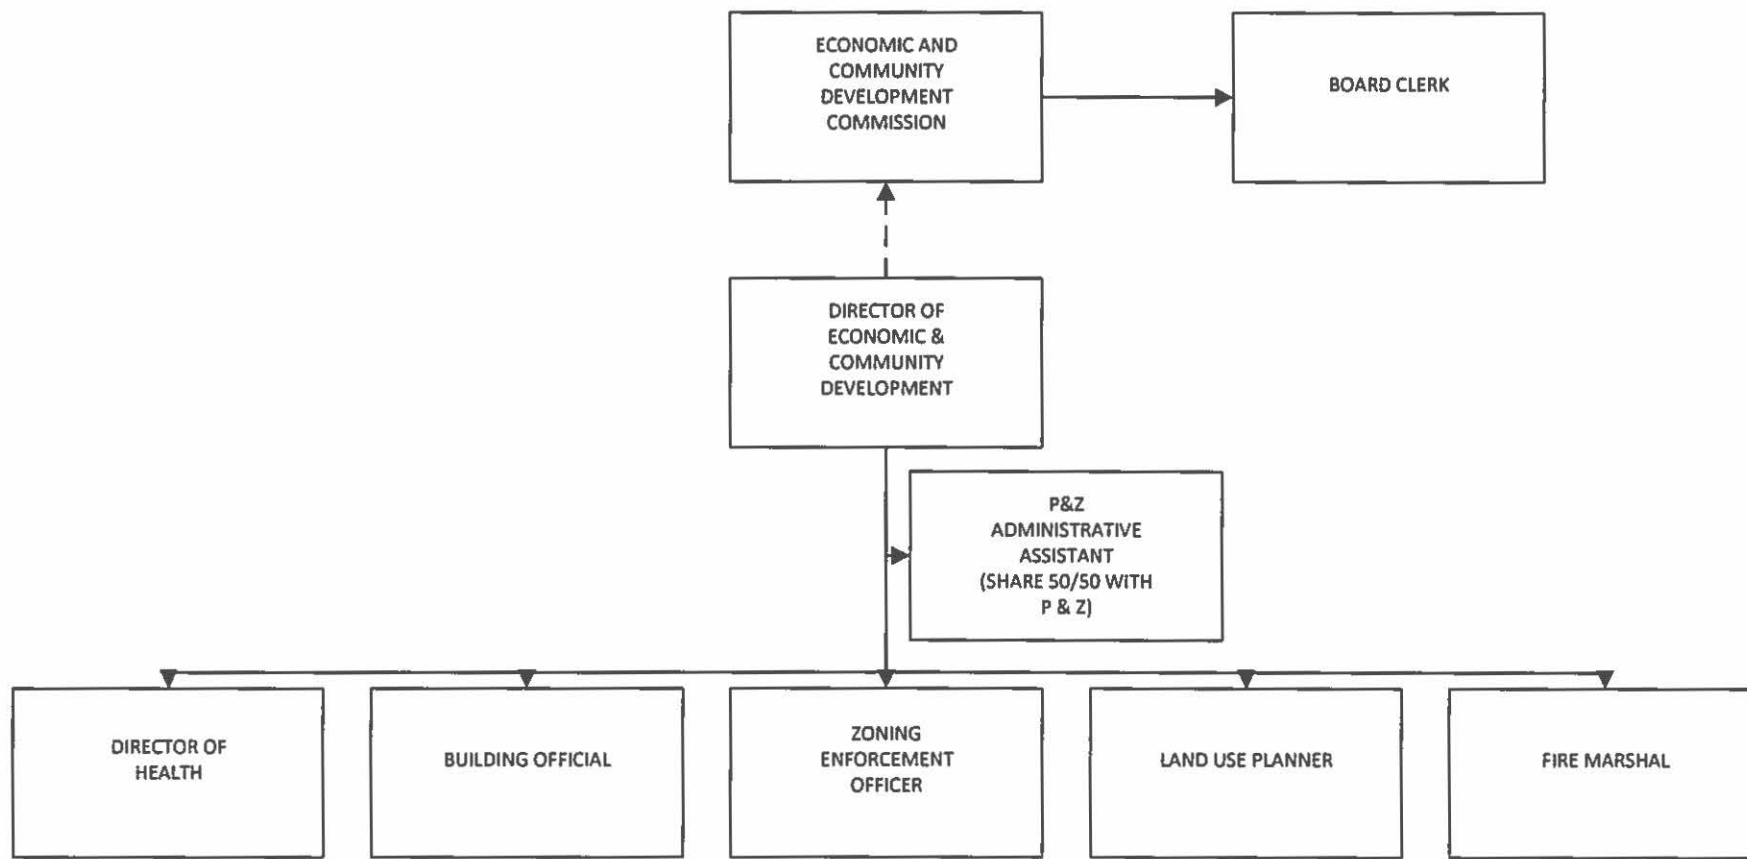 ECONOMIC AND
COMMUNITY
DEVELOPMENT
COMMISSION
BOARD CLERK
DIRECTOR OF
ECONOMIC &
COMMUNITY
DEVELOPMENT
P&Z
ADMINISTRATIVE
ASSISTANT
(SHARE 50/50 WITH
P & Z)
DIRECTOR OF
HEALTH
BUILDING OFFICIAL
ZONING
ENFORCEMENT
OFFICER
LAND USE PLANNER
FIRE MARSHAL